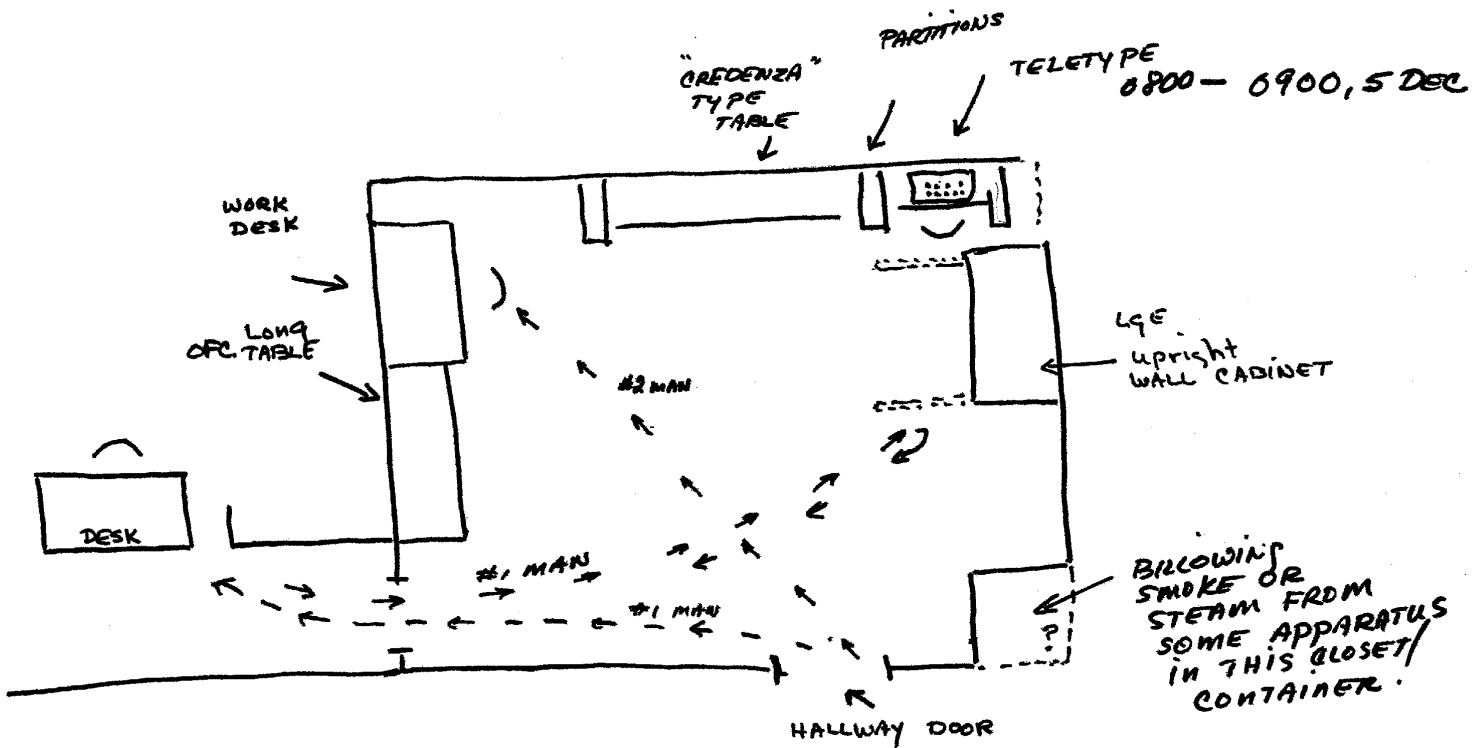 PARTITIONS
"CREDENZA"
TYPE
TABLE
TELETYPE
0800 – 0900, 5 DEC
WORK
DESK
LONG
OFC. TABLE
#2 MAN
LGE
upright
WALL CABINET
DESK
#1 MAN
#1 MAN
?
BILLOWING
SMOKE OR
STEAM FROM
SOME APPARATUS
in THIS CLOSET/
CONTAINER.
HALLWAY DOOR